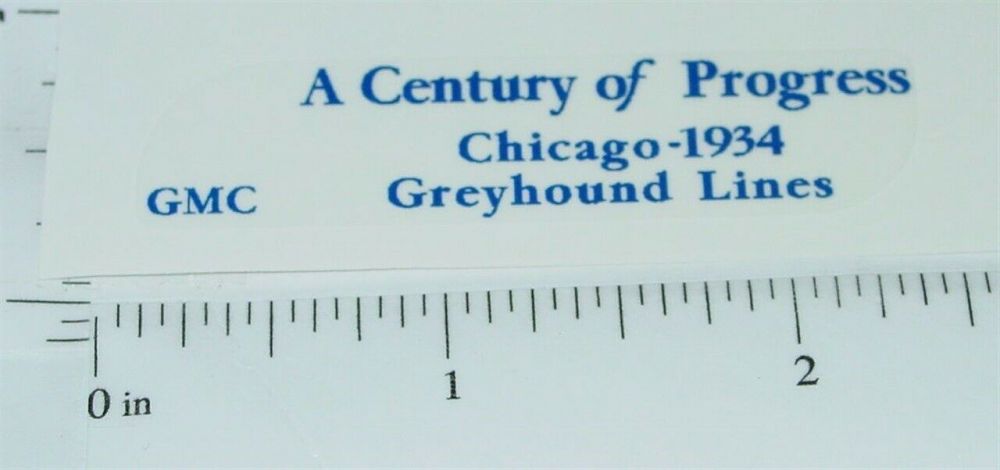 A Century of Progress
Chicago-1934
GMC Greyhound Lines
0 in 1 2